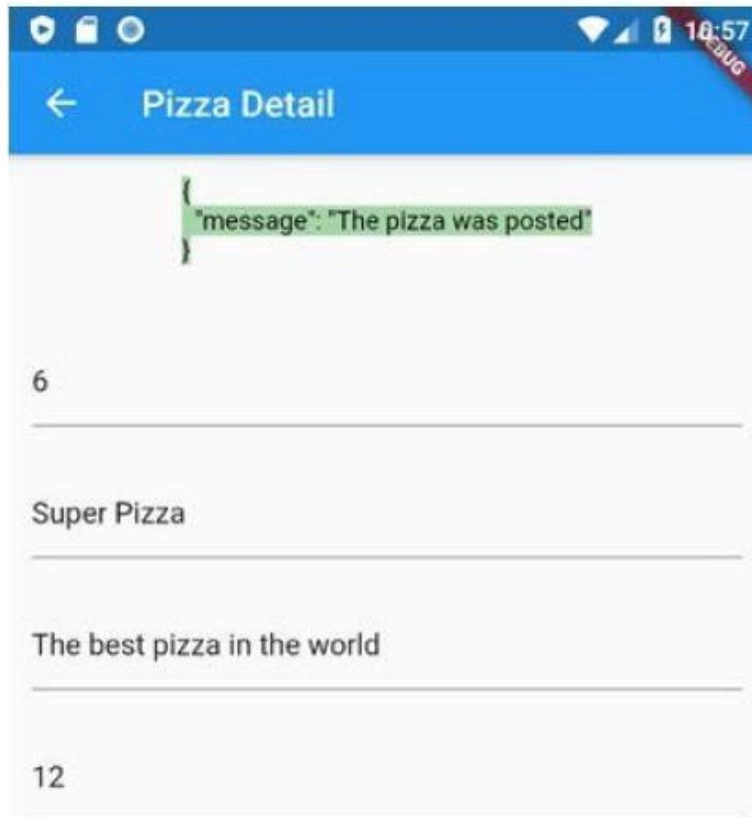 10:57
DEBUG
Pizza Detail
{
"message": "The pizza was posted"
}
6
Super Pizza
The best pizza in the world
12